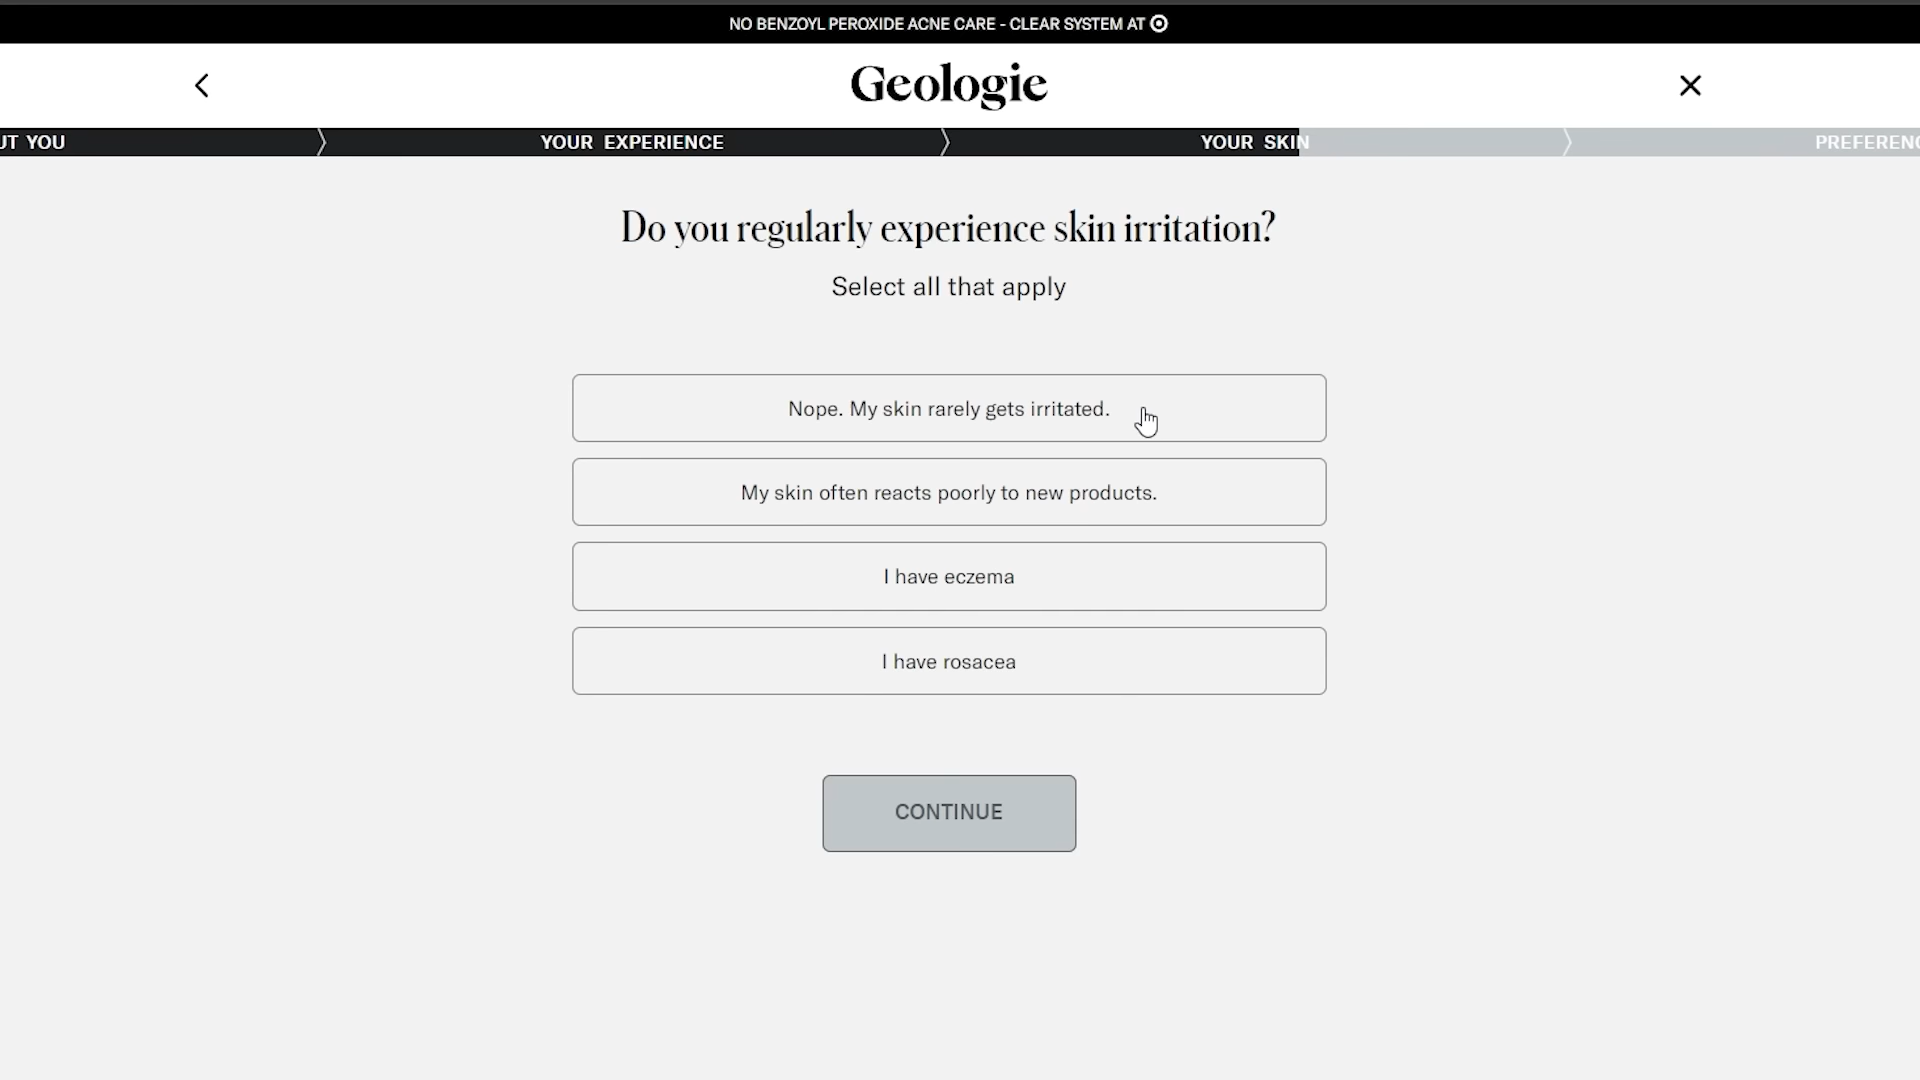 NO BENZOYL PEROXIDE ACNE CARE - CLEAR SYSTEM AT
Geologie
UT YOU
YOUR EXPERIENCE
YOUR SKIN
PREFERENC
Do you regularly experience skin irritation?
Select all that apply
Nope. My skin rarely gets irritated.
My skin often reacts poorly to new products.
I have eczema
I have rosacea
CONTINUE